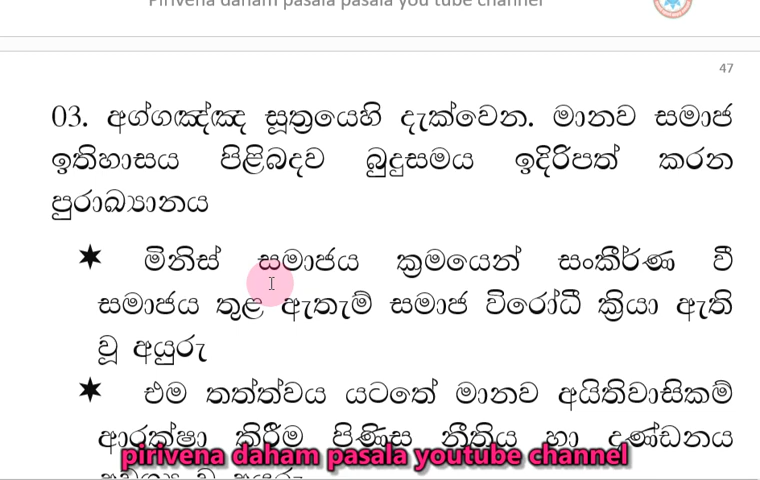 Pirivena daham pasala pasala you tube channel
47
03. අග්ගඤ්ඤ සූත්‍රයෙහි දැක්වෙන. මානව සමාජ
ඉතිහාසය පිළිබදව බුදුසමය ඉදිරිපත් කරන
පුරාඛ්‍යානය
★ මිනිස් සමාජය ක්‍රමයෙන් සංකීර්ණ වී
සමාජය තුළ ඇතැම් සමාජ විරෝධී ක්‍රියා ඇති
වූ අයුරු
★ එම තත්ත්වය යටතේ මානව අයිතිවාසිකම්
ආරක්ෂා කිරීම පිණිස නීතිය හා දණ්ඩනය
pirivena daham pasala youtube channel